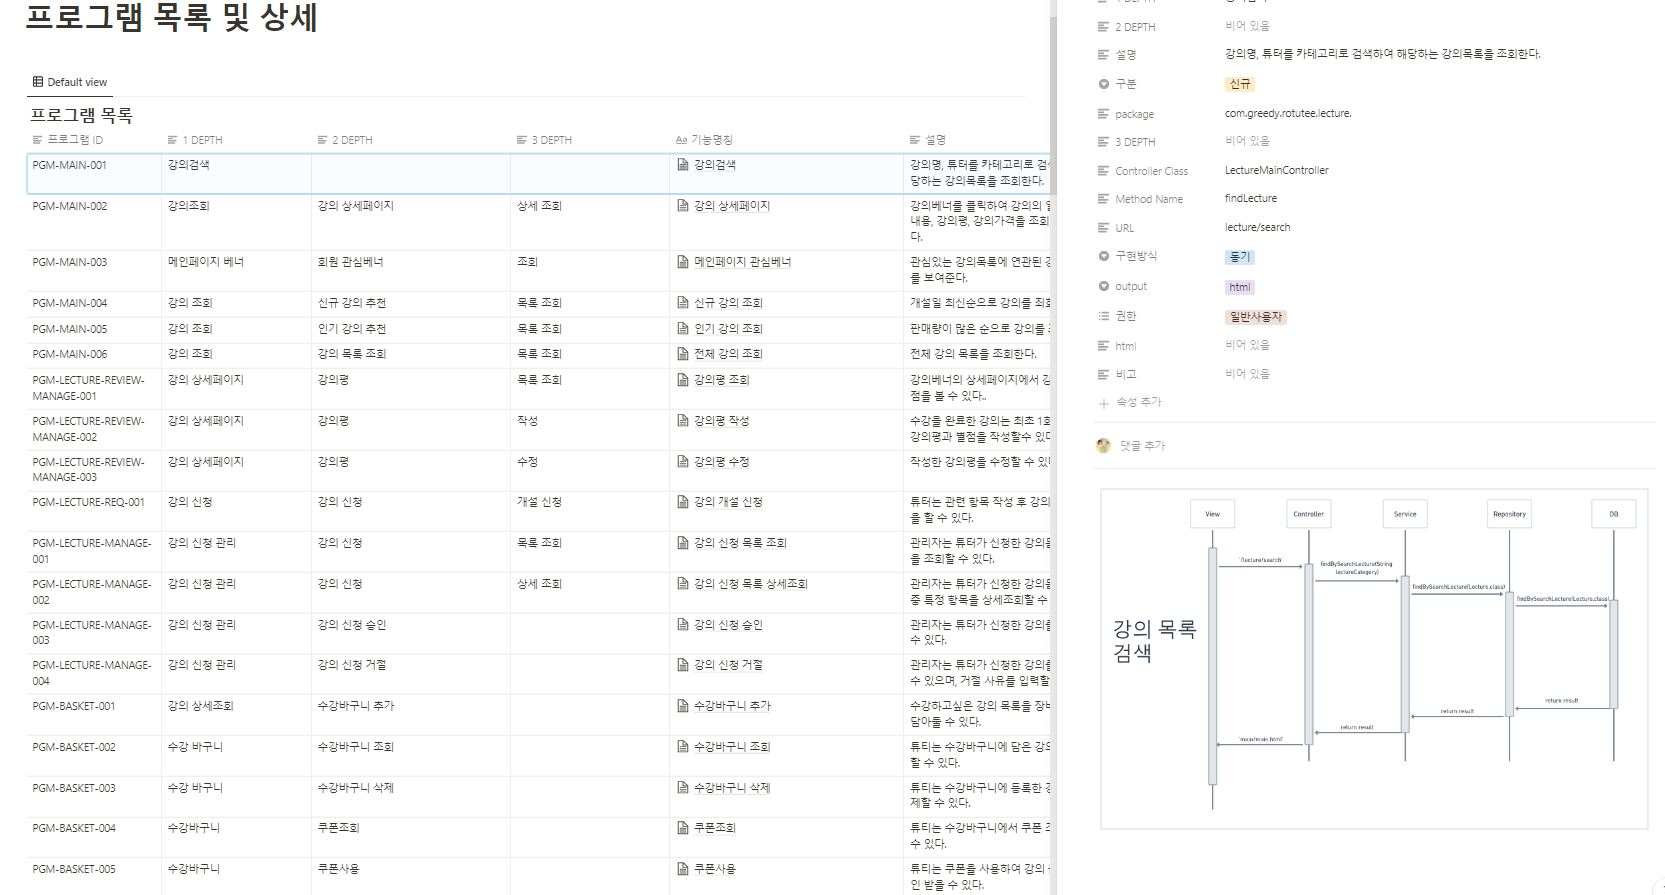 프로그램 목록 및 상세
Default view
프로그램 목록
프로그램 ID 1 DEPTH 2 DEPTH 3 DEPTH 기능명칭 설명
PGM-MAIN-001 강의검색 강의검색 강의명, 튜터를 카테고리로
당하는 강의목록을 조회한다.
PGM-MAIN-002 강의조회 강의 상세페이지 상세 조회 강의 상세페이지 강의베너를 클릭하여 강의의
내용, 강의평, 강의가격을 조회
다.
PGM-MAIN-003 메인페이지 베너 회원 관심베너 조회 메인페이지 관심베너 관심있는 강의목록에 연관된
를 보여준다.
PGM-MAIN-004 강의 조회 신규 강의 추천 목록 조회 신규 강의 조회 개설일 최신순으로 강의를
PGM-MAIN-005 강의 조회 인기 강의 추천 목록 조회 인기 강의 조회 판매량이 많은 순으로 강의를
PGM-MAIN-006 강의 조회 강의 목록 조회 목록 조회 전체 강의 조회 전체 강의 목록을 조회한다.
PGM-LECTURE-REVIEW-MANAGE-001 강의 상세페이지 강의평 목록 조회 강의평 조회 강의베너의 상세페이지에서
점을 볼 수 있다..
PGM-LECTURE-REVIEW-MANAGE-002 강의 상세페이지 강의평 작성 강의평 작성 수강을 완료한 강의는 최초
강의평과 별점을 작성할수
PGM-LECTURE-REVIEW-MANAGE-003 강의 상세페이지 강의평 수정 강의평 수정 작성한 강의평을 수정할 수
PGM-LECTURE-REQ-001 강의 신청 강의 신청 개설 신청 강의 개설 신청 튜터는 관련 항목 작성 후
을 할 수 있다.
PGM-LECTURE-MANAGE-001 강의 신청 관리 강의 신청 목록 조회 강의 신청 목록 조회 관리자는 튜터가 신청한
을 조회할 수 있다.
PGM-LECTURE-MANAGE-002 강의 신청 관리 강의 신청 상세 조회 강의 신청 목록 상세조회 관리자는 튜터가 신청한
중 특정 항목을 상세조회할 수
PGM-LECTURE-MANAGE-003 강의 신청 관리 강의 신청 승인 강의 신청 승인 관리자는 튜터가 신청한
수 있다.
PGM-LECTURE-MANAGE-004 강의 신청 관리 강의 신청 거절 강의 신청 거절 관리자는 튜터가 신청한
수 있으며, 거절 사유를 입력할
PGM-BASKET-001 강의 상세조회 수강바구니 추가 수강바구니 추가 수강하고싶은 강의 목록을
담아둘 수 있다.
PGM-BASKET-002 수강 바구니 수강바구니 조회 수강바구니 조회 튜티는 수강바구니에 담은
할 수 있다.
PGM-BASKET-003 수강 바구니 수강바구니 삭제 수강바구니 삭제 튜티는 수강바구니에 등록한
제할 수 있다.
PGM-BASKET-004 수강바구니 쿠폰조회 쿠폰조회 튜티는 수강바구니에서 쿠폰
수 있다.
PGM-BASKET-005 수강바구니 쿠폰사용 쿠폰사용 튜티는 쿠폰을 사용하여 강의
인 받을 수 있다.
2 DEPTH 비어 있음
설명 강의명, 튜터를 카테고리로 검색하여 해당하는 강의목록을 조회한다.
구분 신규
package com.greedy.rotutee.lecture.
3 DEPTH 비어 있음
Controller Class LectureMainController
Method Name findLecture
URL lecture/search
구현방식 동기
output html
권한 일반사용자
html 비어 있음
비고 비어 있음
속성 추가
댓글 추가
View Controller Service Repository DB
'/lecture/search'
findBySearchLecture(String
lectureCategory)
findBySearchLecture(Lecture.class)
findBySearchLecture(Lecture.class)
강의 목록
검색
return result
return result
return result
'main/main.html'